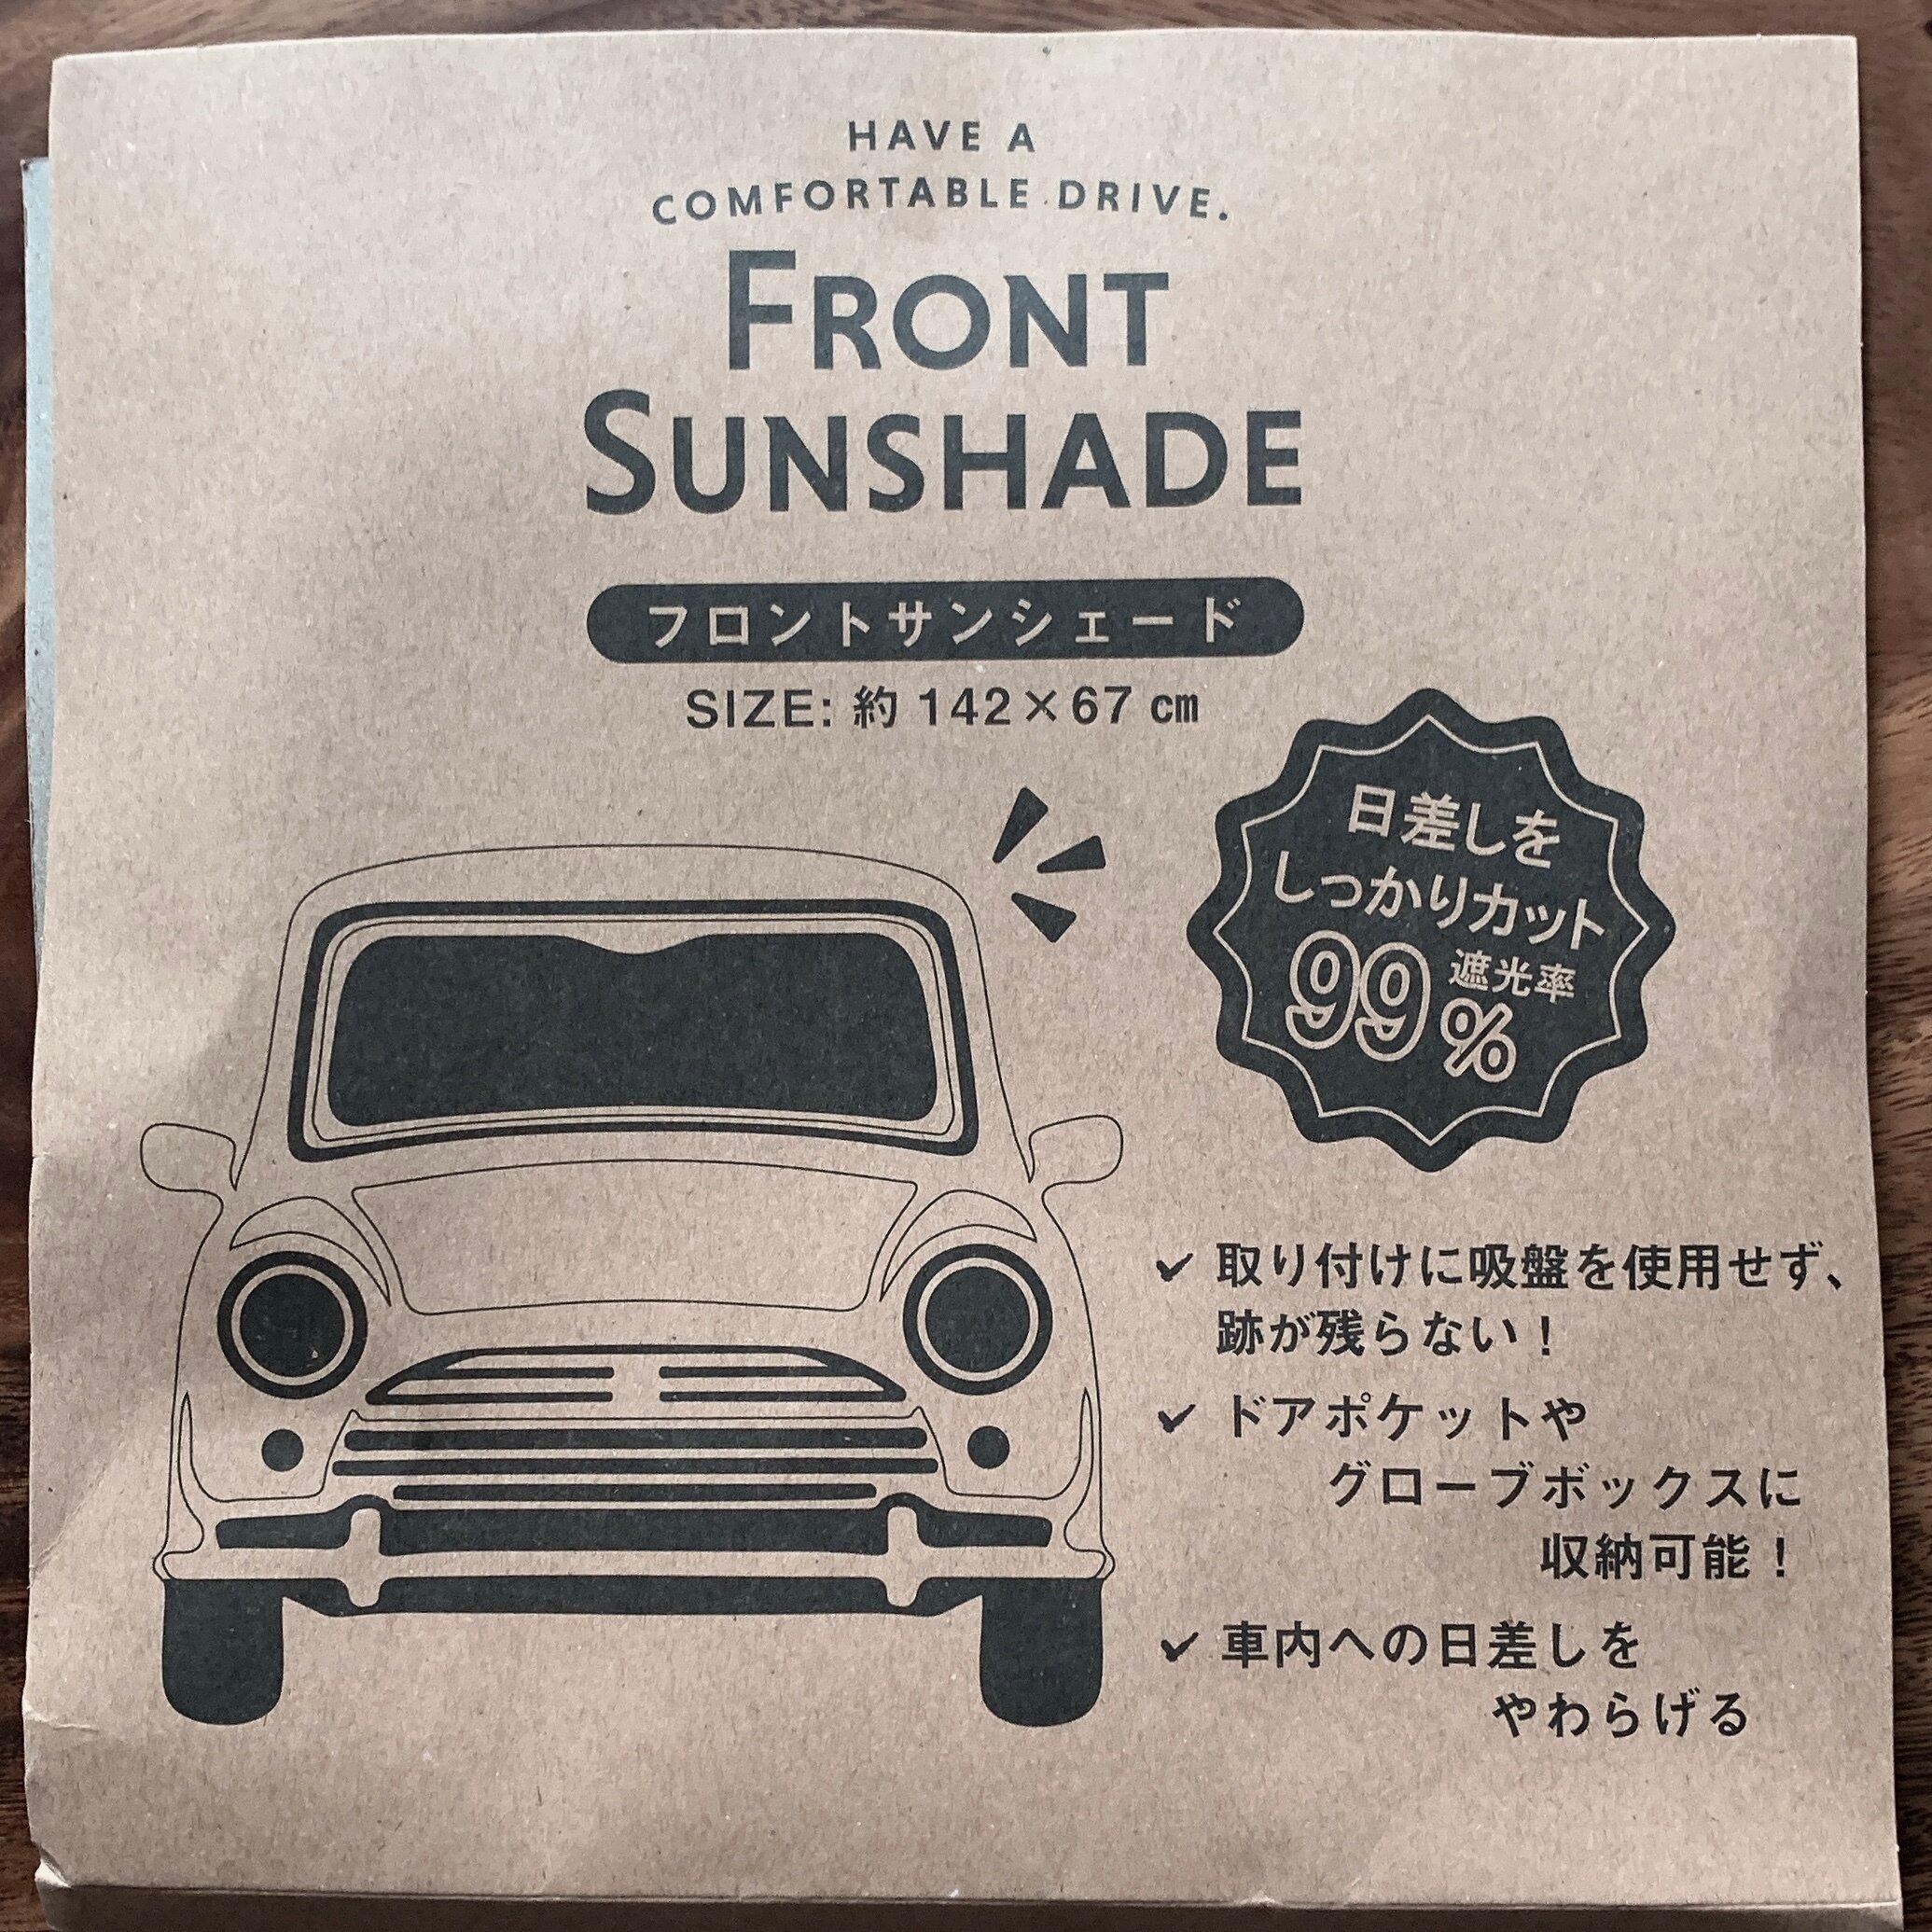 HAVE A
COMFORTABLE DRIVE.
FRONT
SUNSHADE
フロントサンシェード
SIZE: 約 142×67 ㎝
日差しを
しっかりカット
遮光率
99%
取り付けに吸盤を使用せず、
跡が残らない！
ドアポケットや
グローブボックスに
収納可能！
車内への日差しを
やわらげる